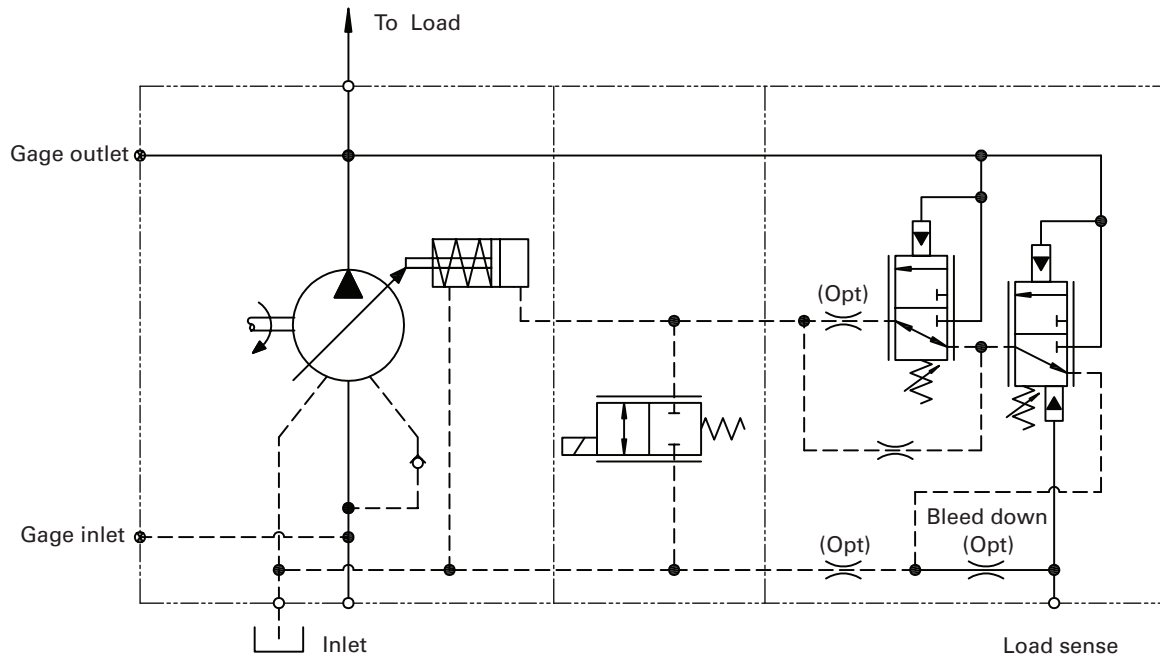 To Load
Gage outlet
(Opt)
Gage inlet
Bleed down
(Opt)
(Opt)
Inlet
Load sense